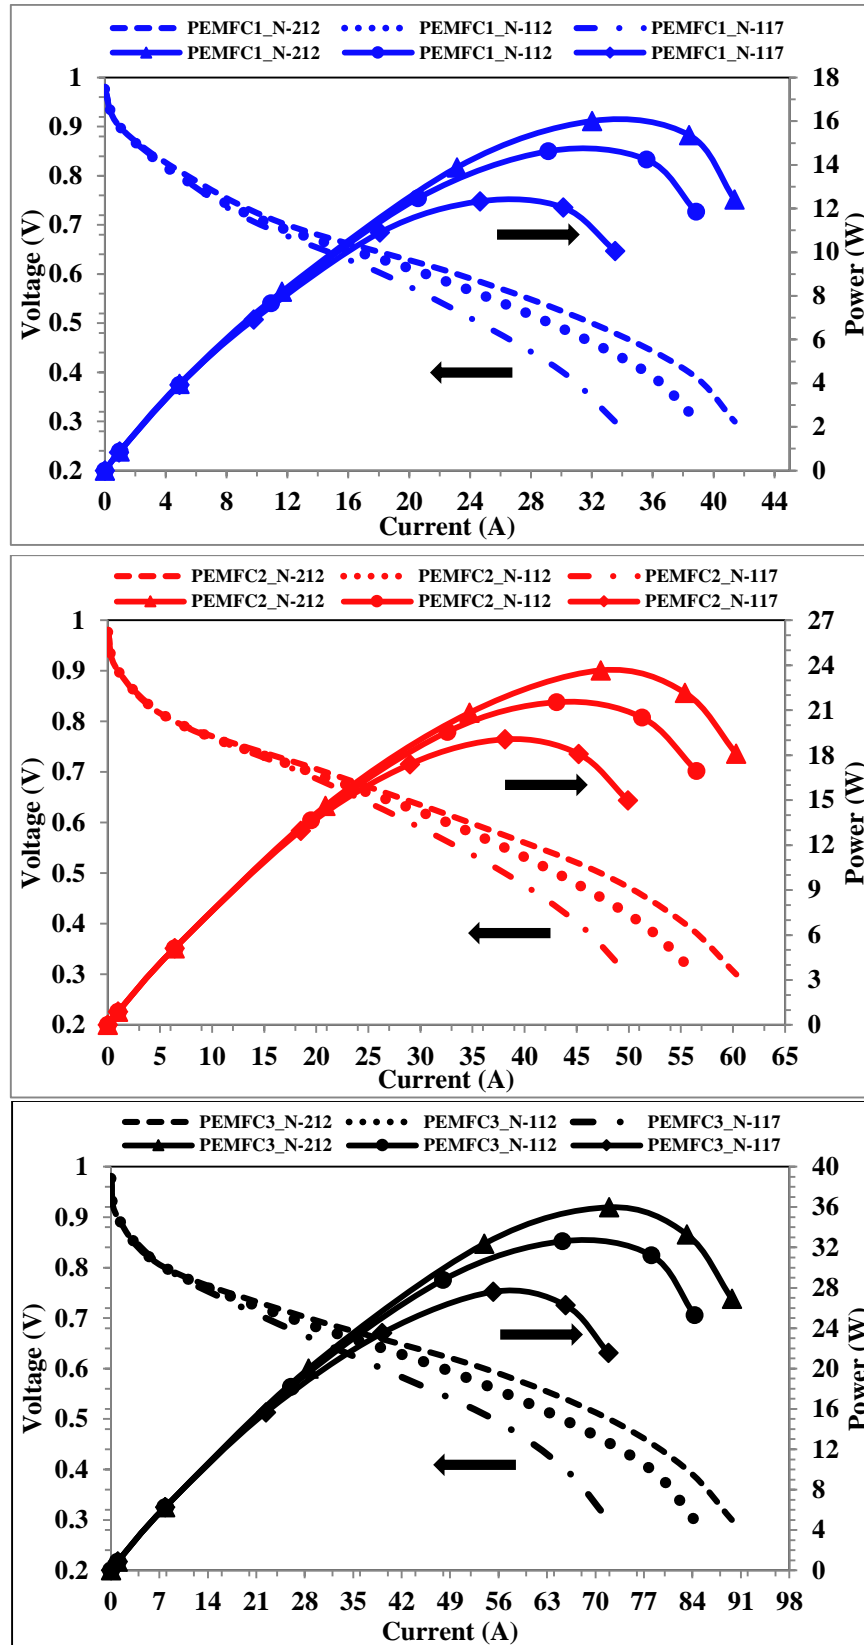 PEMFC1_N-212 PEMFC1_N-112 PEMFC1_N-117
PEMFC1_N-212 PEMFC1_N-112 PEMFC1_N-117
1 18
0.9 16
0.8 14
0.7 12
0.6 10
0.5 8
0.4 6
0.3 4
0.2 2
0
Voltage (V)
Power (W)
0 4 8 12 16 20 24 28 32 36 40 44
Current (A)
PEMFC2_N-212 PEMFC2_N-112 PEMFC2_N-117
PEMFC2_N-212 PEMFC2_N-112 PEMFC2_N-117
1 27
0.9 24
0.8 21
0.7 18
0.6 15
0.5 12
0.4 9
0.3 6
0.2 3
0
Voltage (V)
Power (W)
0 5 10 15 20 25 30 35 40 45 50 55 60 65
Current (A)
PEMFC3_N-212 PEMFC3_N-112 PEMFC3_N-117
PEMFC3_N-212 PEMFC3_N-112 PEMFC3_N-117
1 40
0.9 36
0.8 32
0.7 28
0.6 24
0.5 20
0.4 16
0.3 12
0.2 8
4
0
Voltage (V)
Power (W)
0 7 14 21 28 35 42 49 56 63 70 77 84 91 98
Current (A)